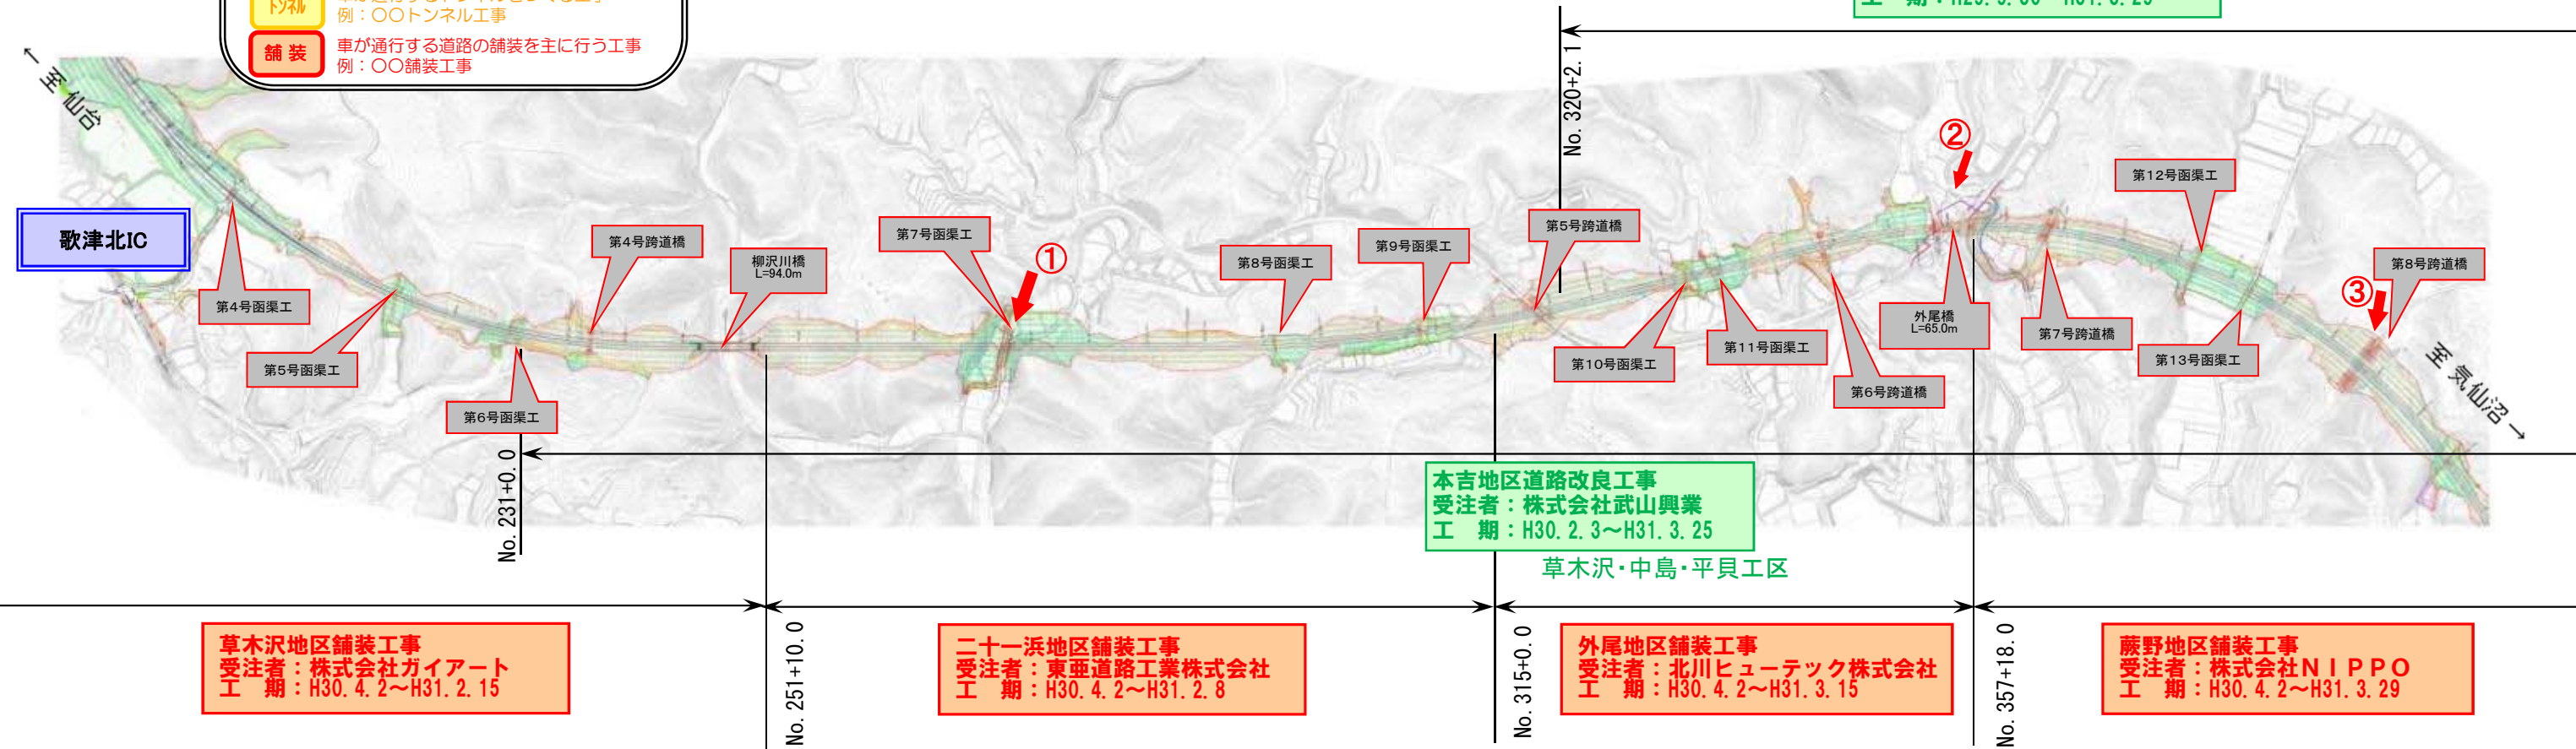 トンネル
例：〇〇トンネル工事
舗 装
車が通行する道路の舗装を主に行う工事
例：〇〇舗装工事
← 至 仙台
歌津北IC
第4号函渠工
第5号函渠工
第6号函渠工
第4号跨道橋
柳沢川橋
L=94.0m
第7号函渠工
①
第8号函渠工
第9号函渠工
第5号跨道橋
No. 320+2. 1
第10号函渠工
第11号函渠工
第6号跨道橋
②
外尾橋
L=65.0m
第7号跨道橋
第12号函渠工
第13号函渠工
③
第8号跨道橋
至 気仙沼 →
No. 231+0. 0
本吉地区道路改良工事
受注者：株式会社武山興業
工　期：H30. 2. 3～H31. 3. 25
草木沢・中島・平貝工区
草木沢地区舗装工事
受注者：株式会社ガイアート
工　期：H30. 4. 2～H31. 2. 15
No. 251+10. 0
二十一浜地区舗装工事
受注者：東亜道路工業株式会社
工　期：H30. 4. 2～H31. 2. 8
No. 315+0. 0
外尾地区舗装工事
受注者：北川ヒューテック株式会社
工　期：H30. 4. 2～H31. 3. 15
No. 357+18. 0
蕨野地区舗装工事
受注者：株式会社ＮＩＰＰＯ
工　期：H30. 4. 2～H31. 3. 29